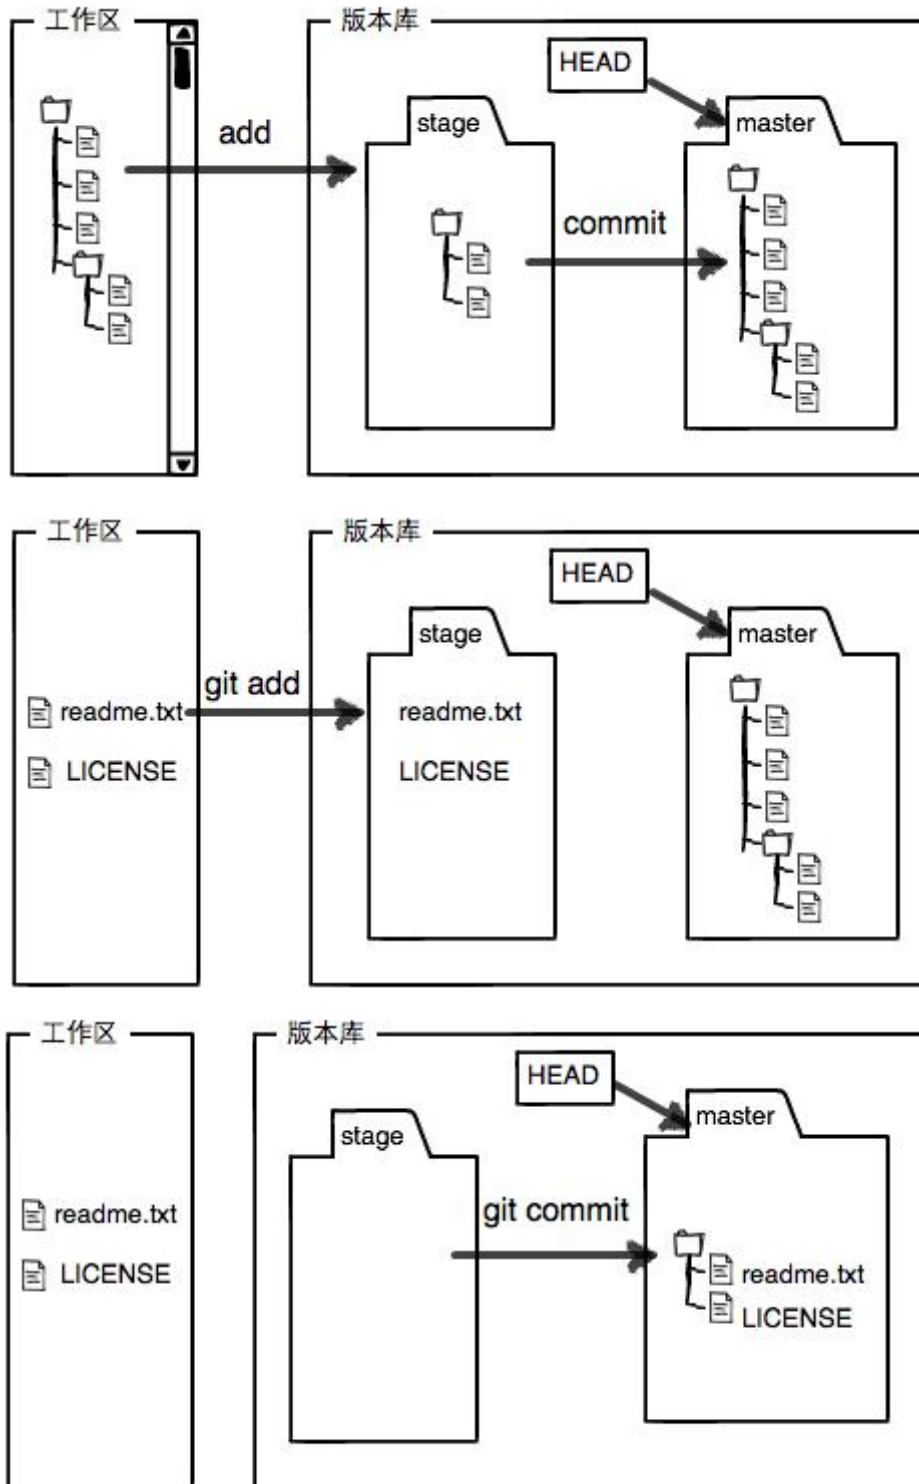 工作区
版本库
HEAD
stage
master
add
commit
工作区
版本库
HEAD
stage
master
git add
readme.txt
readme.txt
LICENSE
LICENSE
工作区
版本库
HEAD
master
stage
git commit
readme.txt
LICENSE
readme.txt
LICENSE